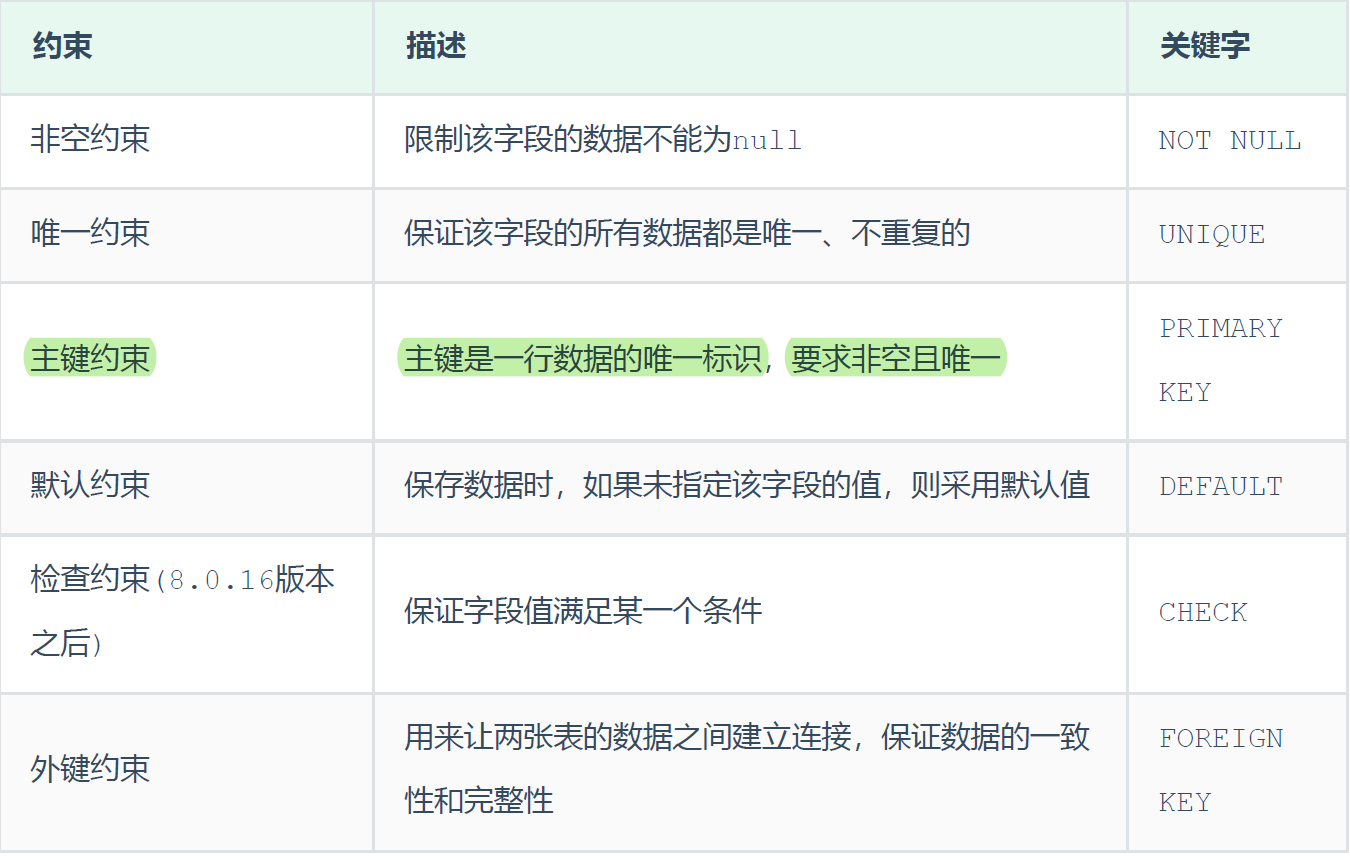 约束 描述 关键字
非空约束 限制该字段的数据不能为null NOT NULL
唯一约束 保证该字段的所有数据都是唯一、不重复的 UNIQUE
主键约束 主键是一行数据的唯一标识，要求非空且唯一 PRIMARY
KEY
默认约束 保存数据时，如果未指定该字段的值，则采用默认值 DEFAULT
检查约束(8.0.16版本
之后) 保证字段值满足某一个条件 CHECK
外键约束 用来让两张表的数据之间建立连接，保证数据的一致 FOREIGN
性和完整性 KEY